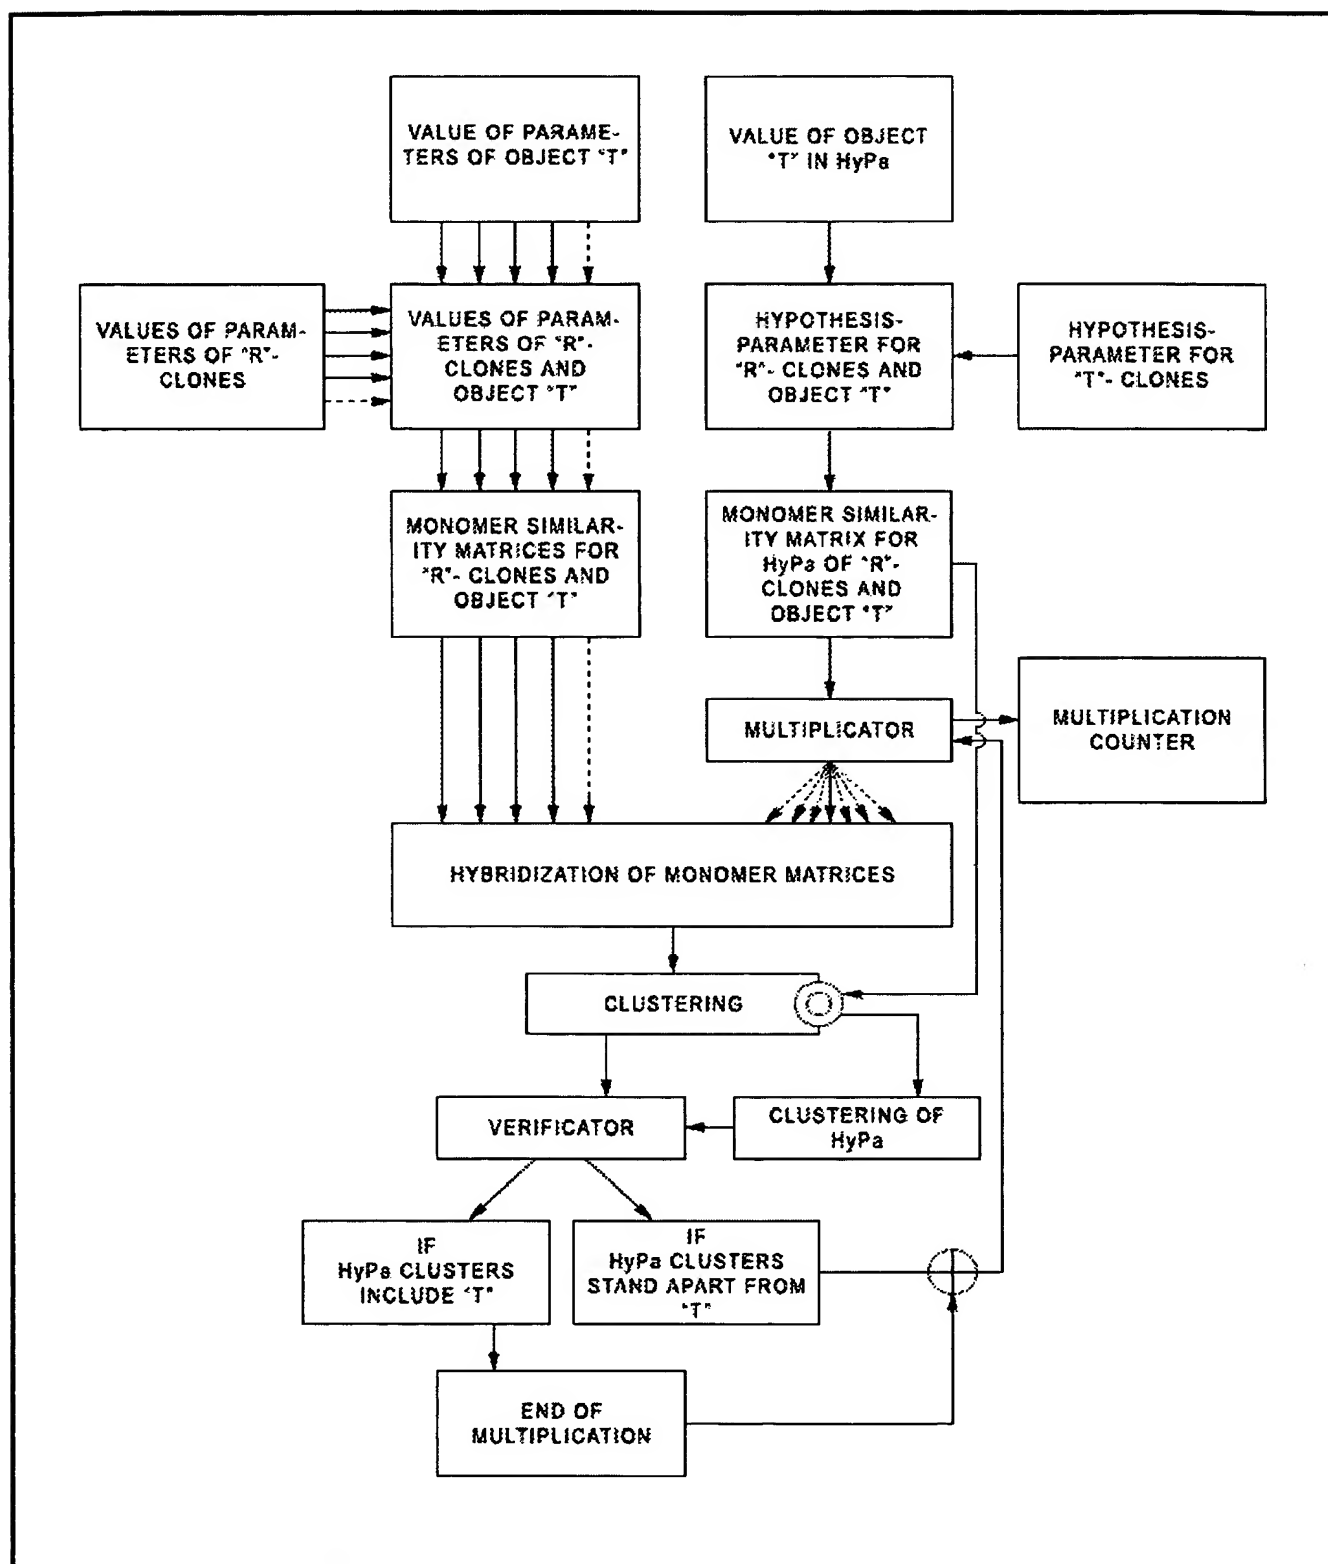 VALUE OF PARAME-
TERS OF OBJECT "T"
VALUE OF OBJECT
"T" IN HyPa
VALUES OF PARAM-
ETERS OF "R"-
CLONES
VALUES OF PARAM-
ETERS OF "R"-
CLONES AND
OBJECT "T"
HYPOTHESIS-
PARAMETER FOR
"R"- CLONES AND
OBJECT "T"
HYPOTHESIS-
PARAMETER FOR
"T"- CLONES
MONOMER SIMILAR-
ITY MATRICES FOR
"R"- CLONES AND
OBJECT "T"
MONOMER SIMILAR-
ITY MATRIX FOR
HyPa OF "R"-
CLONES AND
OBJECT "T"
MULTIPLICATOR
MULTIPLICATION
COUNTER
HYBRIDIZATION OF MONOMER MATRICES
CLUSTERING
VERIFICATOR
CLUSTERING OF
HyPa
IF
HyPa CLUSTERS
INCLUDE "T"
IF
HyPa CLUSTERS
STAND APART FROM
"T"
END OF
MULTIPLICATION